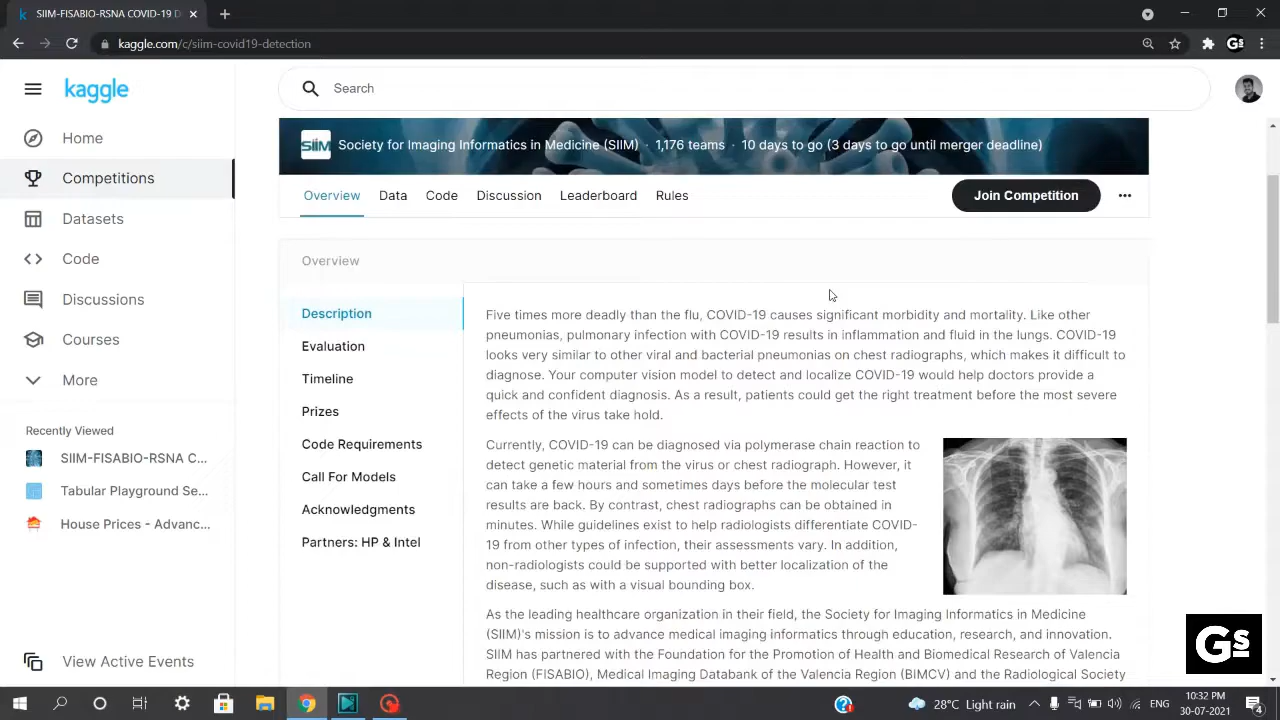 SIIM-FISABIO-RSNA COVID-19 D
kaggle.com/c/siim-covid19-detection
kaggle
Search
Home
Competitions
Datasets
Code
Discussions
Courses
More
Recently Viewed
SIIM-FISABIO-RSNA C...
Tabular Playground Se...
House Prices - Advanc...
View Active Events
SIIM Society for Imaging Informatics in Medicine (SIIM) · 1,176 teams · 10 days to go (3 days to go until merger deadline)
Overview Data Code Discussion Leaderboard Rules Join Competition
Overview
Description
Evaluation
Timeline
Prizes
Code Requirements
Call For Models
Acknowledgments
Partners: HP & Intel
Five times more deadly than the flu, COVID-19 causes significant morbidity and mortality. Like other
pneumonias, pulmonary infection with COVID-19 results in inflammation and fluid in the lungs. COVID-19
looks very similar to other viral and bacterial pneumonias on chest radiographs, which makes it difficult to
diagnose. Your computer vision model to detect and localize COVID-19 would help doctors provide a
quick and confident diagnosis. As a result, patients could get the right treatment before the most severe
effects of the virus take hold.
Currently, COVID-19 can be diagnosed via polymerase chain reaction to
detect genetic material from the virus or chest radiograph. However, it
can take a few hours and sometimes days before the molecular test
results are back. By contrast, chest radiographs can be obtained in
minutes. While guidelines exist to help radiologists differentiate COVID-
19 from other types of infection, their assessments vary. In addition,
non-radiologists could be supported with better localization of the
disease, such as with a visual bounding box.
As the leading healthcare organization in their field, the Society for Imaging Informatics in Medicine
(SIIM)'s mission is to advance medical imaging informatics through education, research, and innovation.
SIIM has partnered with the Foundation for the Promotion of Health and Biomedical Research of Valencia
Region (FISABIO), Medical Imaging Databank of the Valencia Region (BIMCV) and the Radiological Society
Gs
28°C Light rain ENG 10:32 PM
30-07-2021
4